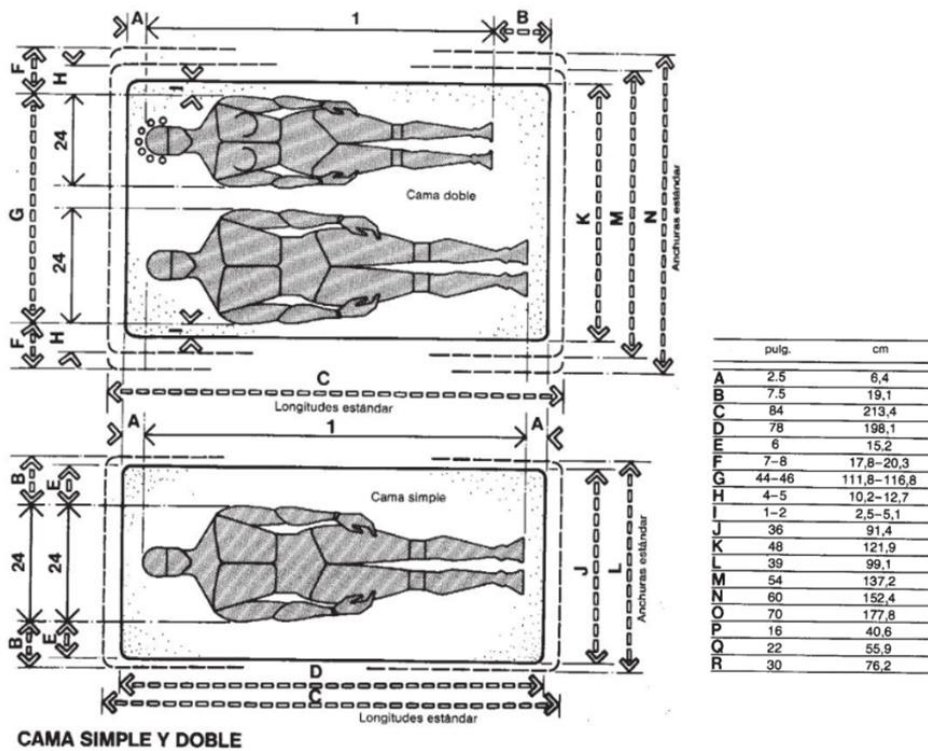 A 1 B
F H I
24
Cama doble
G K M N
Anchuras estándar
24
F H I
C
Longitudes estándar
A 1 A
B E
Cama simple
24 24 J L
Anchuras estándar
B E
D
C
Longitudes estándar
CAMA SIMPLE Y DOBLE
pulg. cm
A 2.5 6,4
B 7.5 19,1
C 84 213,4
D 78 198,1
E 6 15,2
F 7–8 17,8–20,3
G 44–46 111,8–116,8
H 4–5 10,2–12,7
I 1–2 2,5–5,1
J 36 91,4
K 48 121,9
L 39 99,1
M 54 137,2
N 60 152,4
O 70 177,8
P 16 40,6
Q 22 55,9
R 30 76,2